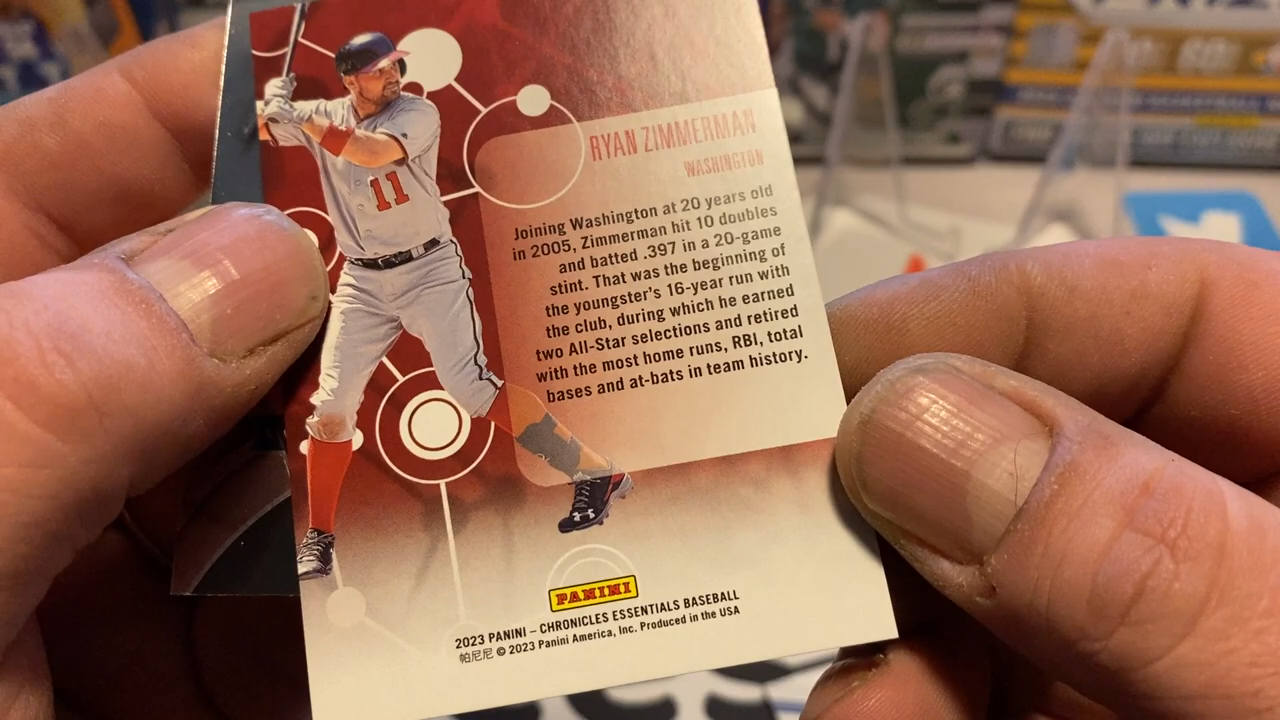 11
RYAN ZIMMERMAN
WASHINGTON
Joining Washington at 20 years old
in 2005, Zimmerman hit 10 doubles
and batted .397 in a 20-game
stint. That was the beginning of
the youngster's 16-year run with
the club, during which he earned
two All-Star selections and retired
with the most home runs, RBI, total
bases and at-bats in team history.
PANINI
2023 PANINI – CHRONICLES ESSENTIALS BASEBALL
帕尼尼 © 2023 Panini America, Inc. Produced in the USA